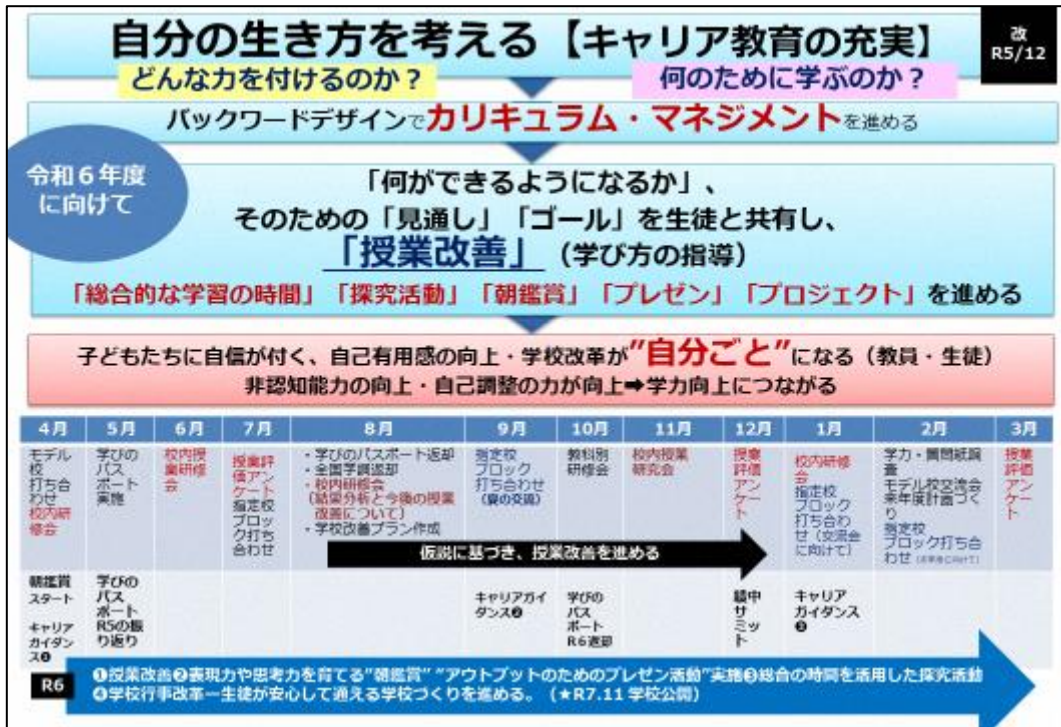 自分の生き方を考える【キャリア教育の充実】
改
R5/12
どんな力を付けるのか？
何のために学ぶのか？
バックワードデザインでカリキュラム・マネジメントを進める
令和６年度
に向けて
「何ができるようになるか」、
そのための「見通し」「ゴール」を生徒と共有し、
「授業改善」（学び方の指導）
「総合的な学習の時間」「探究活動」「朝鑑賞」「プレゼン」「プロジェクト」を進める
子どもたちに自信が付く、自己有用感の向上・学校改革が”自分ごと”になる（教員・生徒）
非認知能力の向上・自己調整の力が向上➡学力向上につながる
4月
5月
6月
7月
8月
9月
10月
11月
12月
1月
2月
3月
モデル
校
打ち合
わせ
校内研
修会
学びの
パス
ポート
実施
校内授
業研修
会
授業評
価アン
ケート
指定校
ブロッ
ク打ち
合わせ
・学びのパスポート返却
・全国学調返却
・校内研修会
（結果分析と今後の授業
改善について）
・学校改善プラン作成
指定校
ブロック
打ち合わせ
（夏の交流）
教科別
研修会
校内授業
研究会
授業
評価
アン
ケー
ト
校内研修
会
指定校
ブロック
打ち合わ
せ（交流会
に向けて）
学力・質問紙調
査
モデル校交流会
来年度計画づく
り
指定校
ブロック打ち合
わせ
授業
評価
アン
ケー
ト
仮説に基づき、授業改善を進める
朝鑑賞
スタート
キャリア
ガイダン
ス❶
学びの
パス
ポート
R5の振
り返り
キャリアガイ
ダンス❷
学びの
パス
ポート
R6返却
中
サ
ミッ
ト
キャリア
ガイダンス
❸
R6
❶授業改善❷表現力や思考力を育てる”朝鑑賞” ”アウトプットのためのプレゼン活動”実施❸総合の時間を活用した探究活動
❹学校行事改革ー生徒が安心して通える学校づくりを進める。（★R7.11 学校公開）